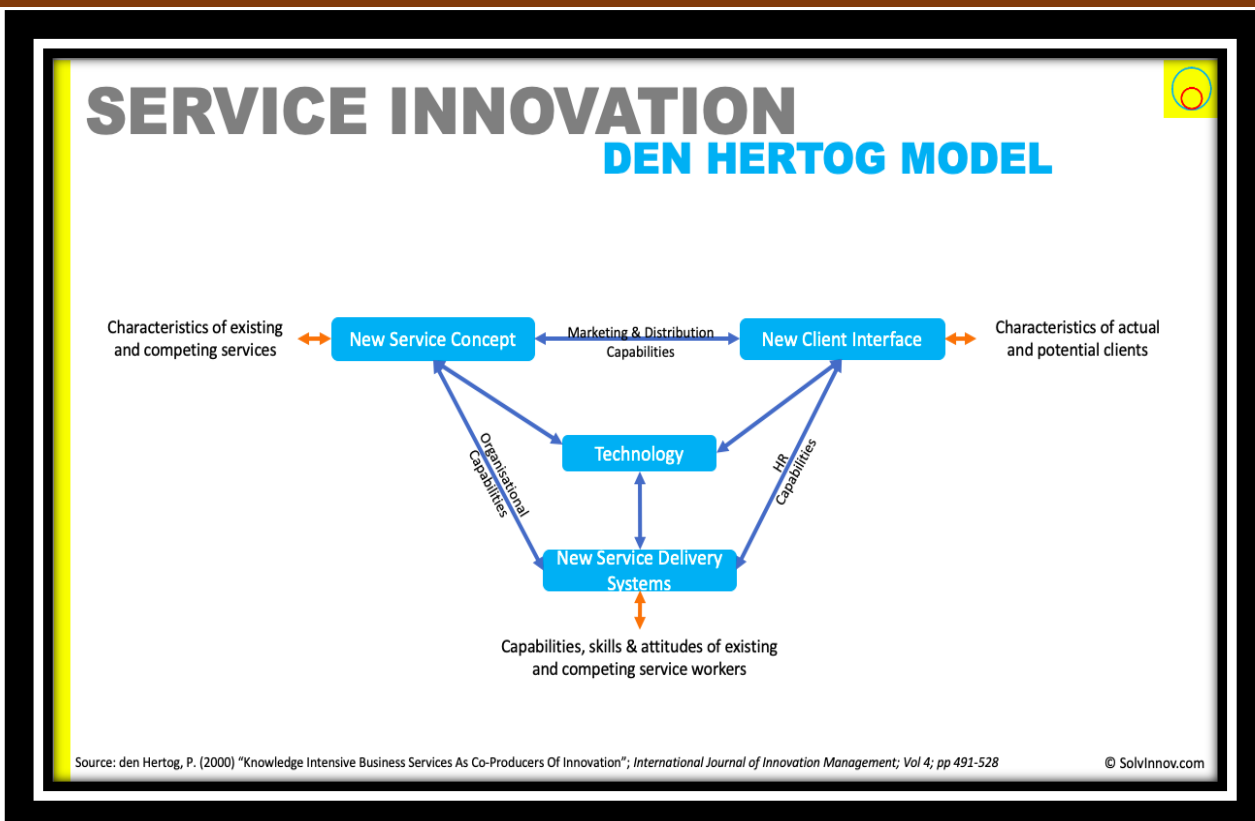 SERVICE INNOVATION
DEN HERTOG MODEL
Characteristics of existing
and competing services
New Service Concept
Marketing & Distribution
Capabilities
New Client Interface
Characteristics of actual
and potential clients
Technology
Organisational
Capabilities
HR
Capabilities
New Service Delivery
Systems
Capabilities, skills & attitudes of existing
and competing service workers
Source: den Hertog, P. (2000) “Knowledge Intensive Business Services As Co-Producers Of Innovation”; International Journal of Innovation Management; Vol 4; pp 491-528
© SolvInnov.com